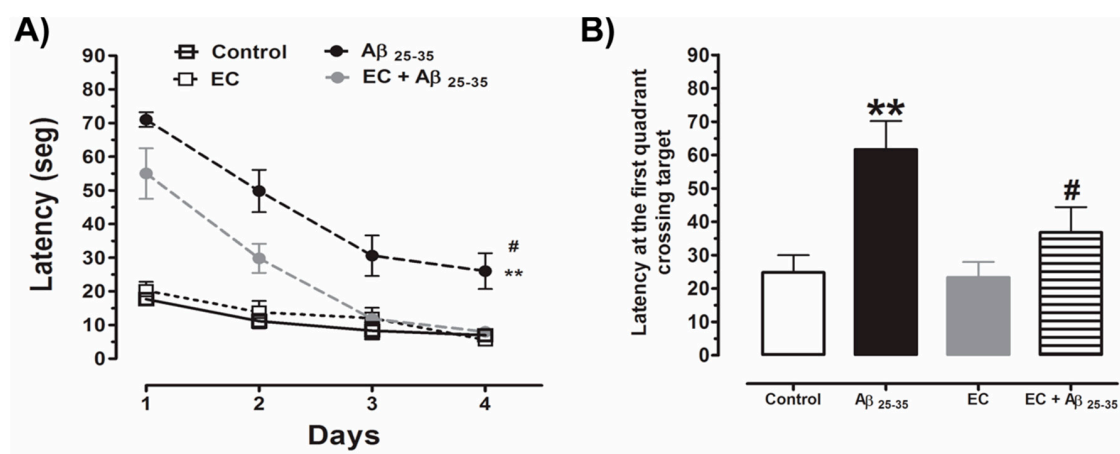 A)
Latency (seg)
90
80
70
60
50
40
30
20
10
0
Control
EC
Aβ 25-35
EC + Aβ 25-35
#
**
1 2 3 4
Days
B)
Latency at the first quadrant
crossing target
90
80
70
60
50
40
30
20
10
0
**
#
Control Aβ 25-35 EC EC + Aβ 25-35